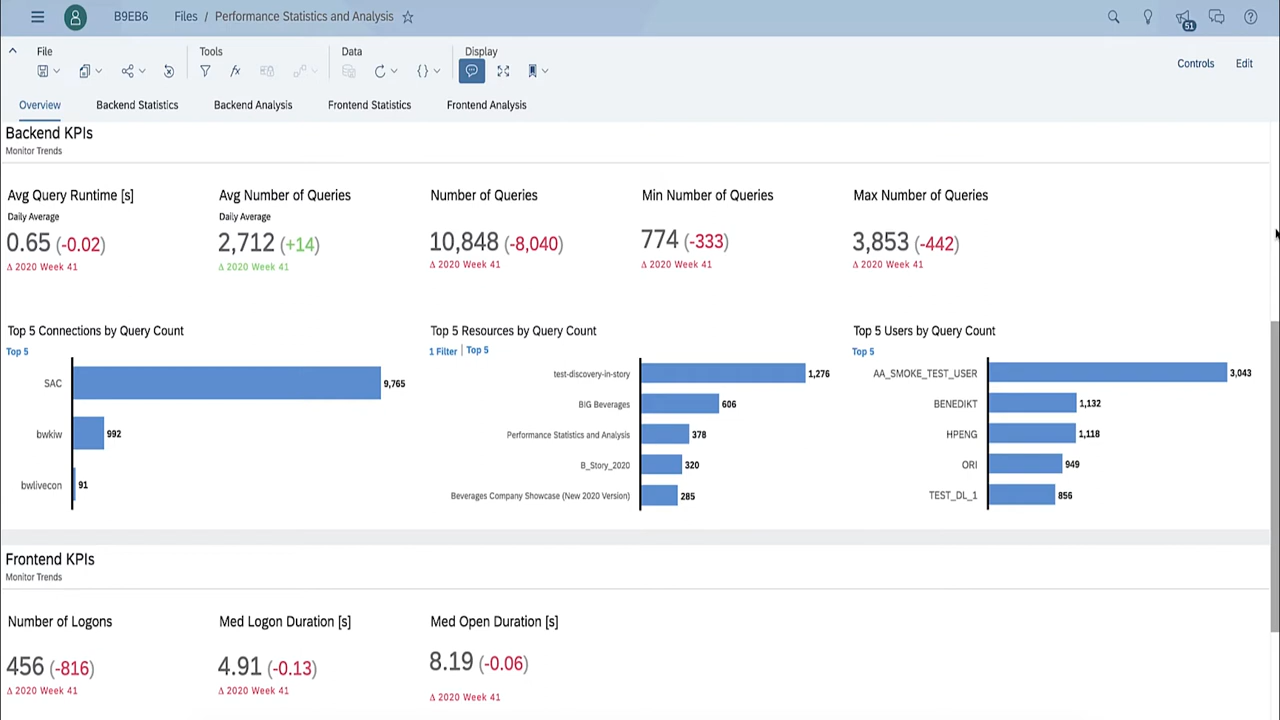 B9EB6 Files / Performance Statistics and Analysis
51
File Tools Data Display
Controls Edit
Overview Backend Statistics Backend Analysis Frontend Statistics Frontend Analysis
Backend KPIs
Monitor Trends
Avg Query Runtime [s]
Daily Average
0.65 (-0.02)
Δ 2020 Week 41
Avg Number of Queries
Daily Average
2,712 (+14)
Δ 2020 Week 41
Number of Queries
10,848 (-8,040)
Δ 2020 Week 41
Min Number of Queries
774 (-333)
Δ 2020 Week 41
Max Number of Queries
3,853 (-442)
Δ 2020 Week 41
Top 5 Connections by Query Count
Top 5
SAC 9,765
bwkiw 992
bwlivecon 91
Top 5 Resources by Query Count
1 Filter | Top 5
test-discovery-in-story 1,276
BIG Beverages 606
Performance Statistics and Analysis 378
B_Story_2020 320
Beverages Company Showcase (New 2020 Version) 285
Top 5 Users by Query Count
Top 5
AA_SMOKE_TEST_USER 3,043
BENEDIKT 1,132
HPENG 1,118
ORI 949
TEST_DL_1 856
Frontend KPIs
Monitor Trends
Number of Logons
456 (-816)
Δ 2020 Week 41
Med Logon Duration [s]
4.91 (-0.13)
Δ 2020 Week 41
Med Open Duration [s]
8.19 (-0.06)
Δ 2020 Week 41